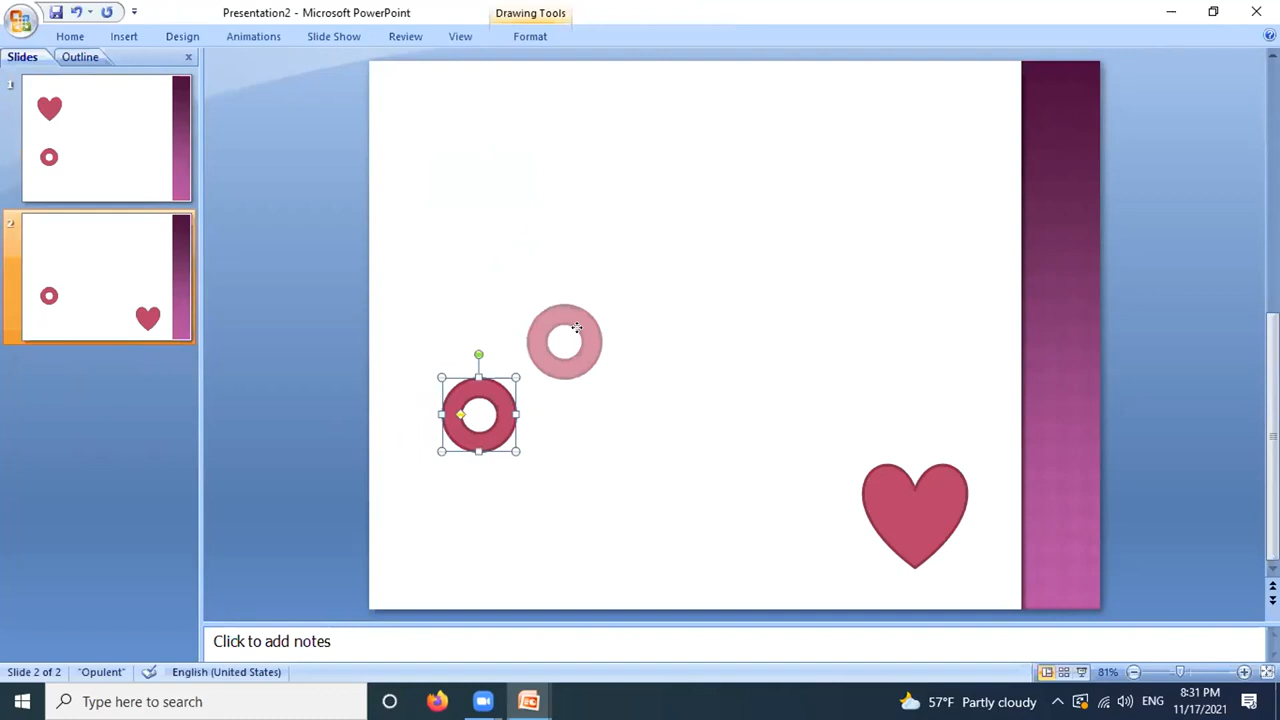 Presentation2 - Microsoft PowerPoint
Drawing Tools
Home Insert Design Animations Slide Show Review View Format
Slides Outline
1
2
Click to add notes
Slide 2 of 2 "Opulent" English (United States) 81%
Type here to search
57°F Partly cloudy ENG
8:31 PM
11/17/2021